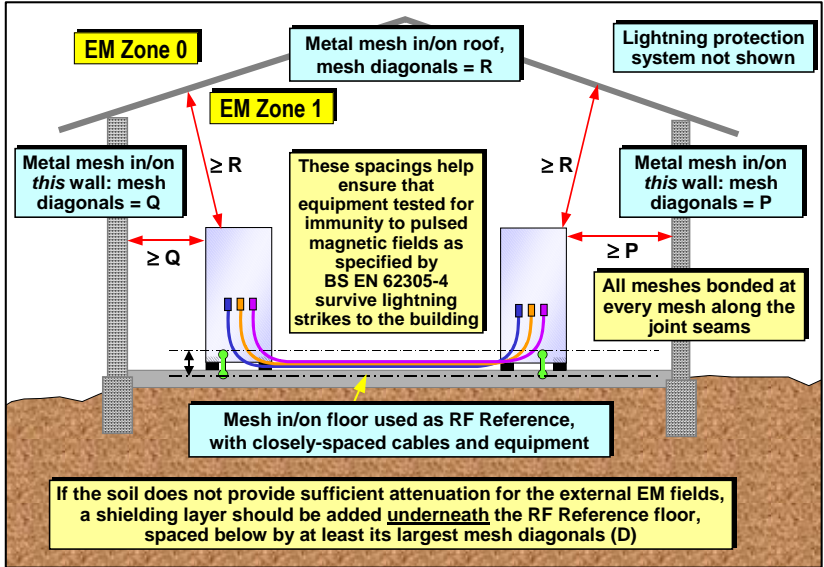 EM Zone 0
Metal mesh in/on roof,
mesh diagonals = R
Lightning protection
system not shown
EM Zone 1
Metal mesh in/on
this wall: mesh
diagonals = Q
≥ R
These spacings help
ensure that
equipment tested for
immunity to pulsed
magnetic fields as
specified by
BS EN 62305-4
survive lightning
strikes to the building
≥ R
Metal mesh in/on
this wall: mesh
diagonals = P
≥ Q
≥ P
All meshes bonded at
every mesh along the
joint seams
Mesh in/on floor used as RF Reference,
with closely-spaced cables and equipment
If the soil does not provide sufficient attenuation for the external EM fields,
a shielding layer should be added underneath the RF Reference floor,
spaced below by at least its largest mesh diagonals (D)